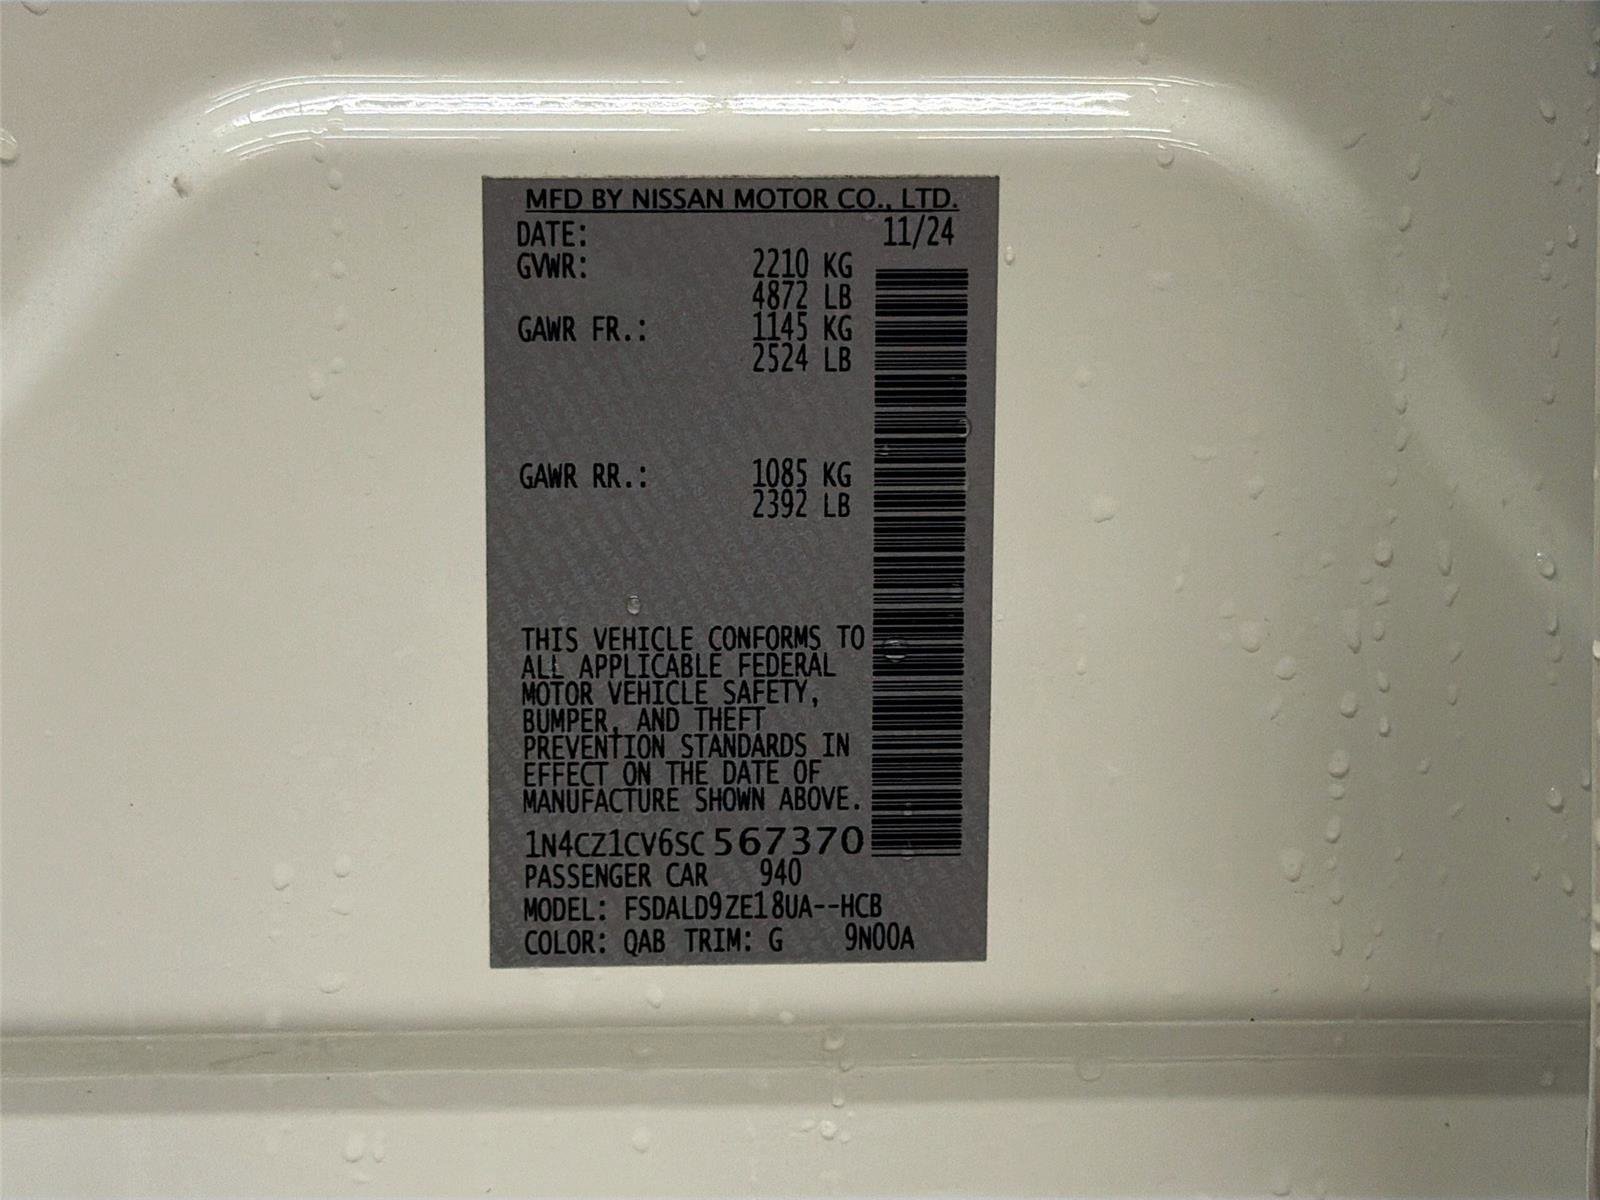 MFD BY NISSAN MOTOR CO., LTD.
DATE: 11/24
GVWR: 2210 KG
4872 LB
GAWR FR.: 1145 KG
2524 LB
GAWR RR.: 1085 KG
2392 LB
THIS VEHICLE CONFORMS TO
ALL APPLICABLE FEDERAL
MOTOR VEHICLE SAFETY,
BUMPER, AND THEFT
PREVENTION STANDARDS IN
EFFECT ON THE DATE OF
MANUFACTURE SHOWN ABOVE.
1N4CZ1CV6SC567370
PASSENGER CAR 940
MODEL: FSDALD9ZE18UA--HCB
COLOR: QAB TRIM: G 9N00A